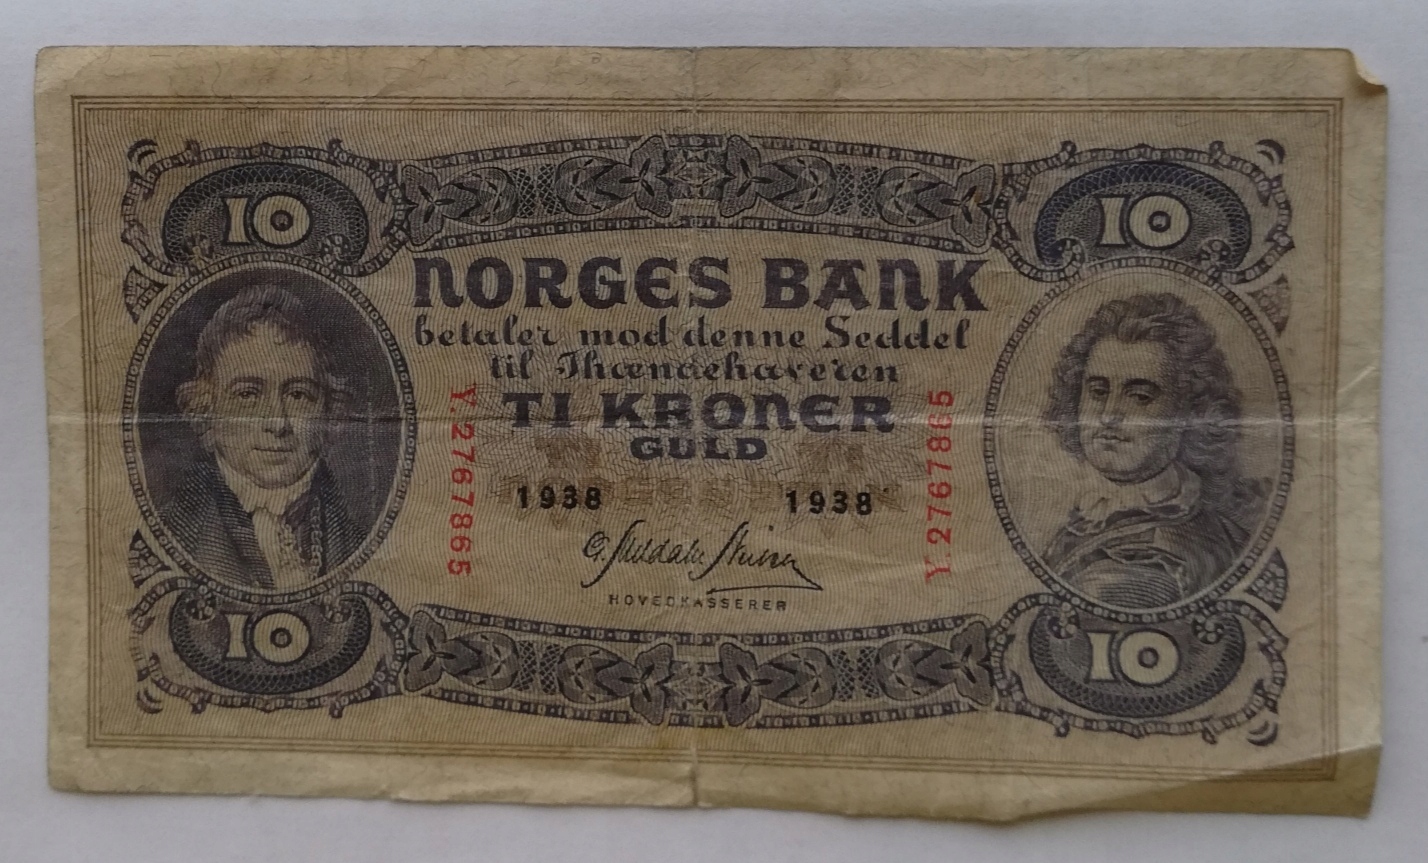 10 10
NORGES BANK
betaler mod denne Seddel
til Ihændehaveren
TI KRONER
GULD
Y.2767865
Y.2767865
1938 1938
HOVEDKASSERER
10 10